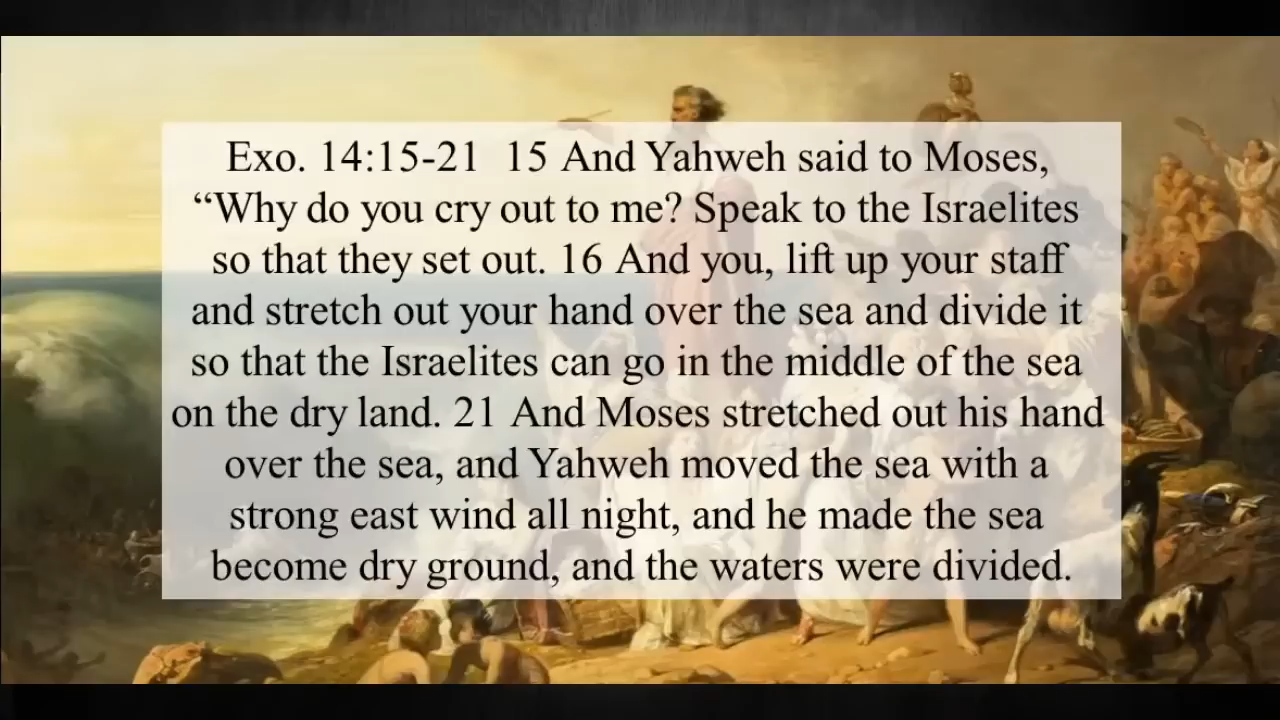 Exo. 14:15-21  15 And Yahweh said to Moses,
“Why do you cry out to me? Speak to the Israelites
so that they set out. 16 And you, lift up your staff
and stretch out your hand over the sea and divide it
so that the Israelites can go in the middle of the sea
on the dry land. 21 And Moses stretched out his hand
over the sea, and Yahweh moved the sea with a
strong east wind all night, and he made the sea
become dry ground, and the waters were divided.